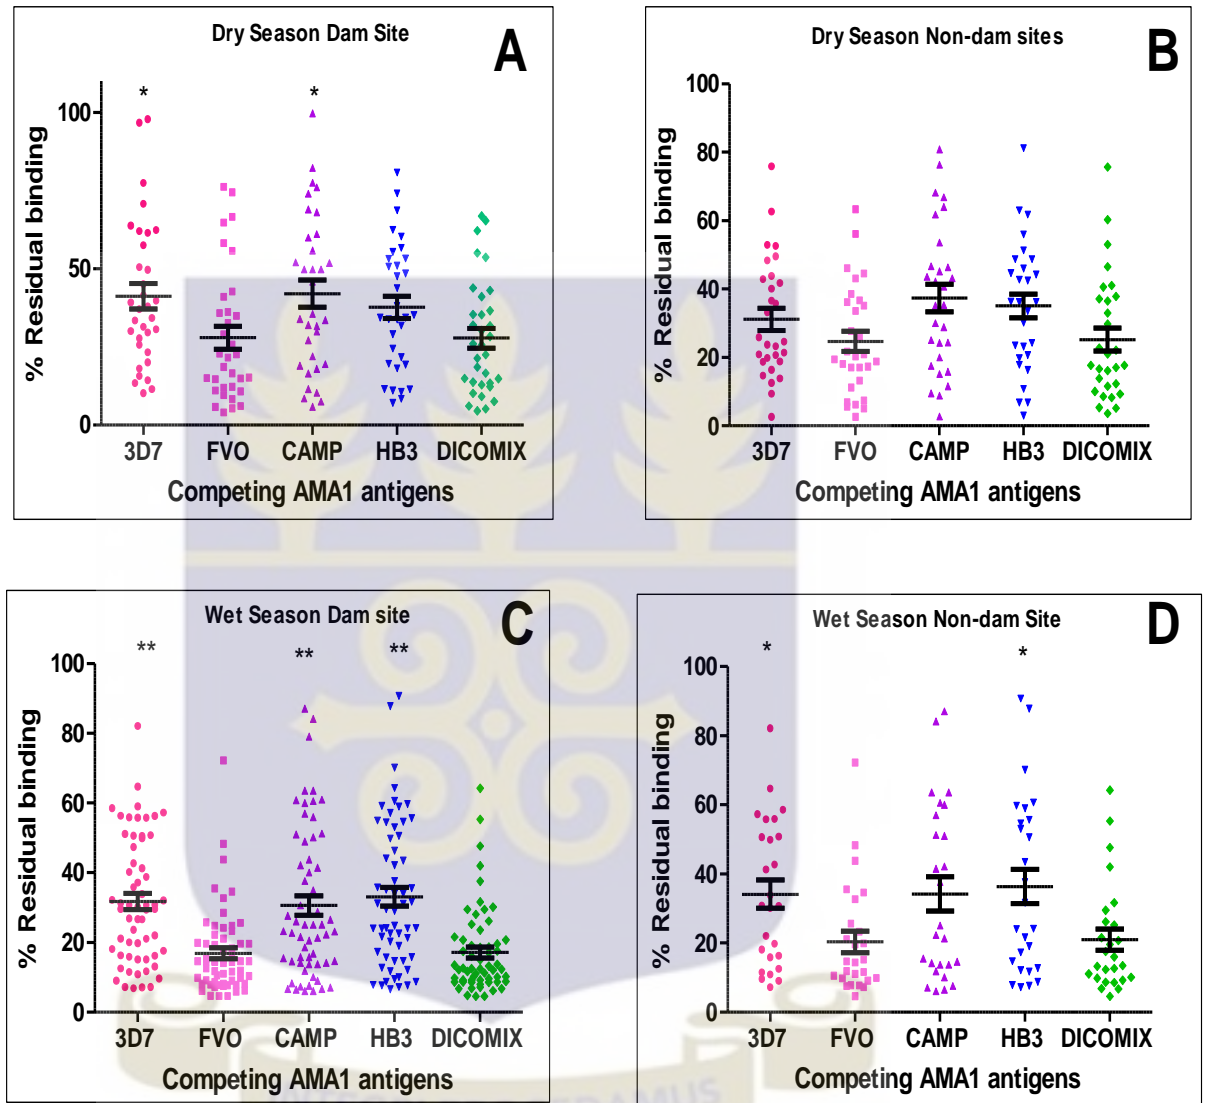 Dry Season Dam Site
A
* *
% Residual binding
100
50
0
3D7 FVO CAMP HB3 DICOMIX
Competing AMA1 antigens
Dry Season Non-dam sites
B
% Residual binding
100
80
60
40
20
0
3D7 FVO CAMP HB3 DICOMIX
Competing AMA1 antigens
Wet Season Dam site
C
** ** **
% Residual binding
100
80
60
40
20
0
3D7 FVO CAMP HB3 DICOMIX
Competing AMA1 antigens
Wet Season Non-dam Site
D
* *
% Residual binding
100
80
60
40
20
0
3D7 FVO CAMP HB3 DICOMIX
Competing AMA1 antigens